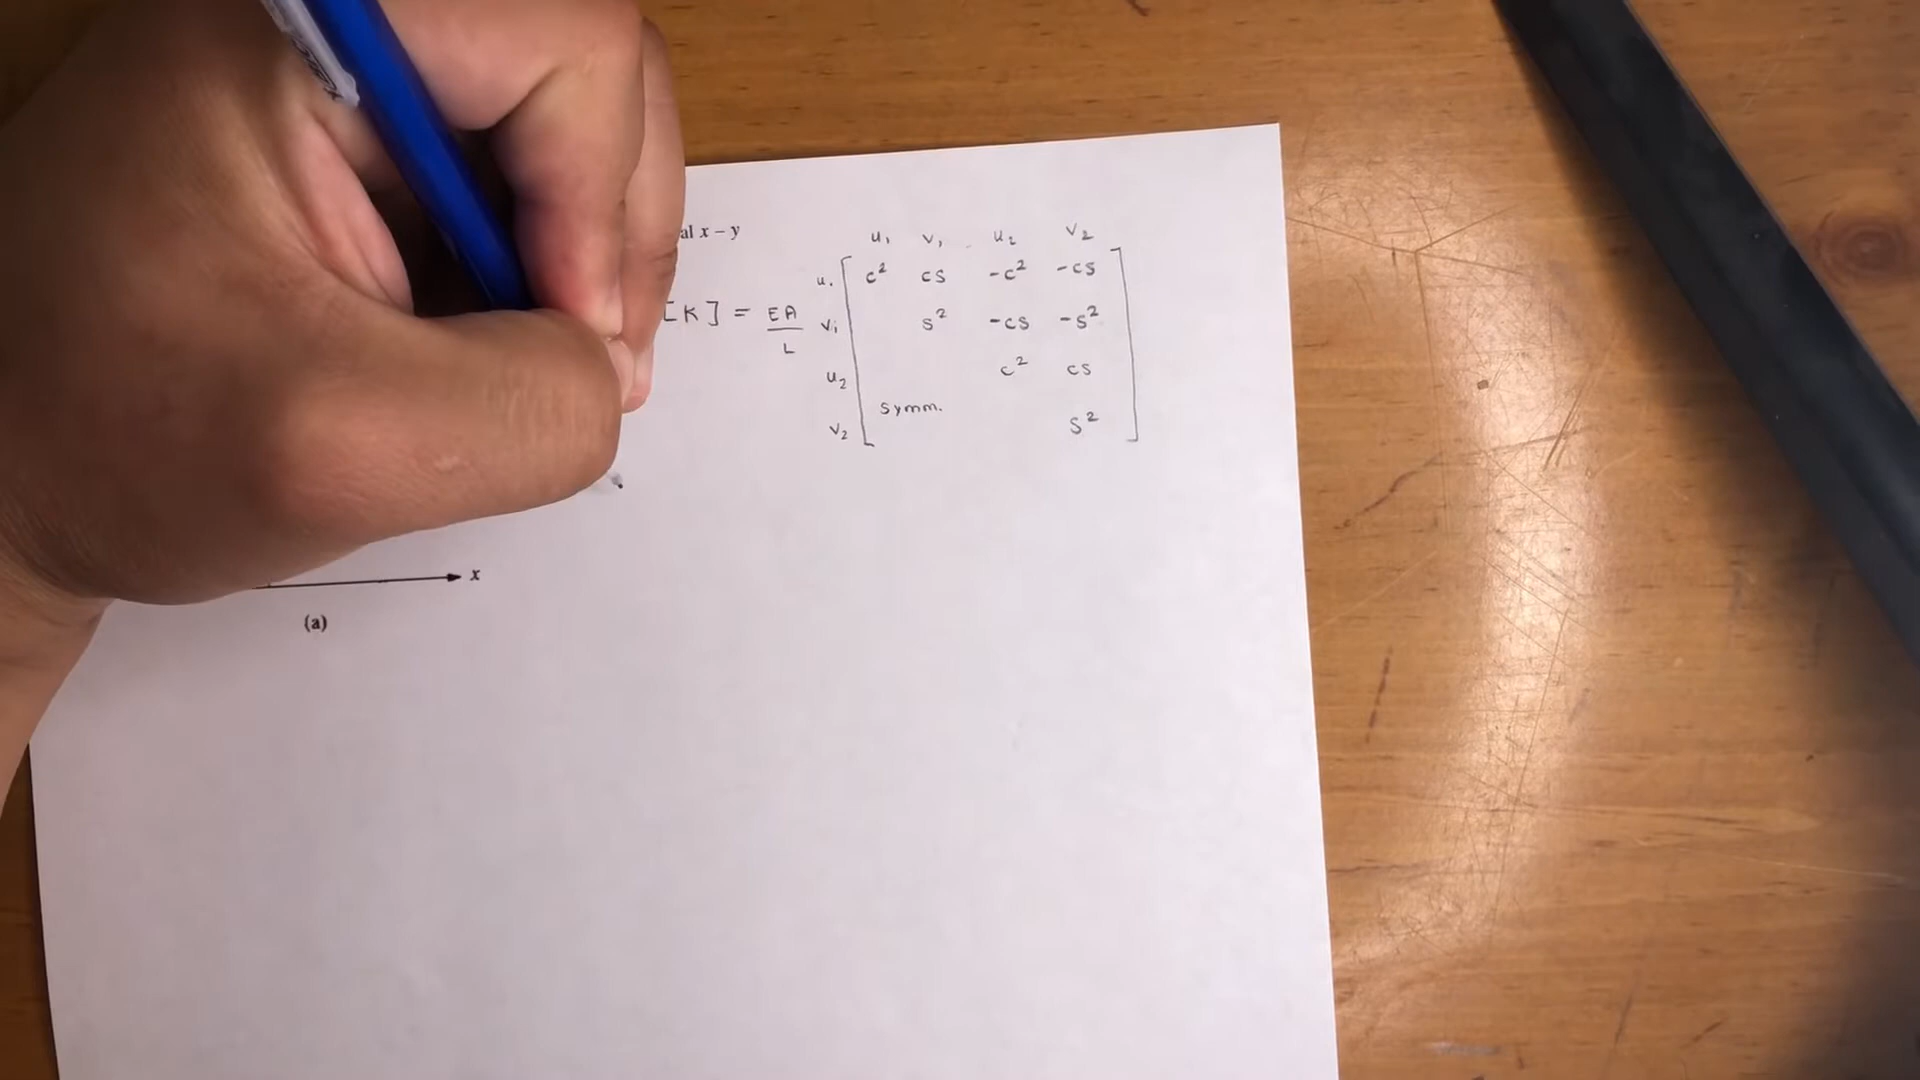 al x – y
u₁ v₁ u₂ v₂
u₁ c² cs -c² -cs
[K] = EA/L v₁ s² -cs -s²
u₂ c² cs
symm.
v₂ s²
x
(a)